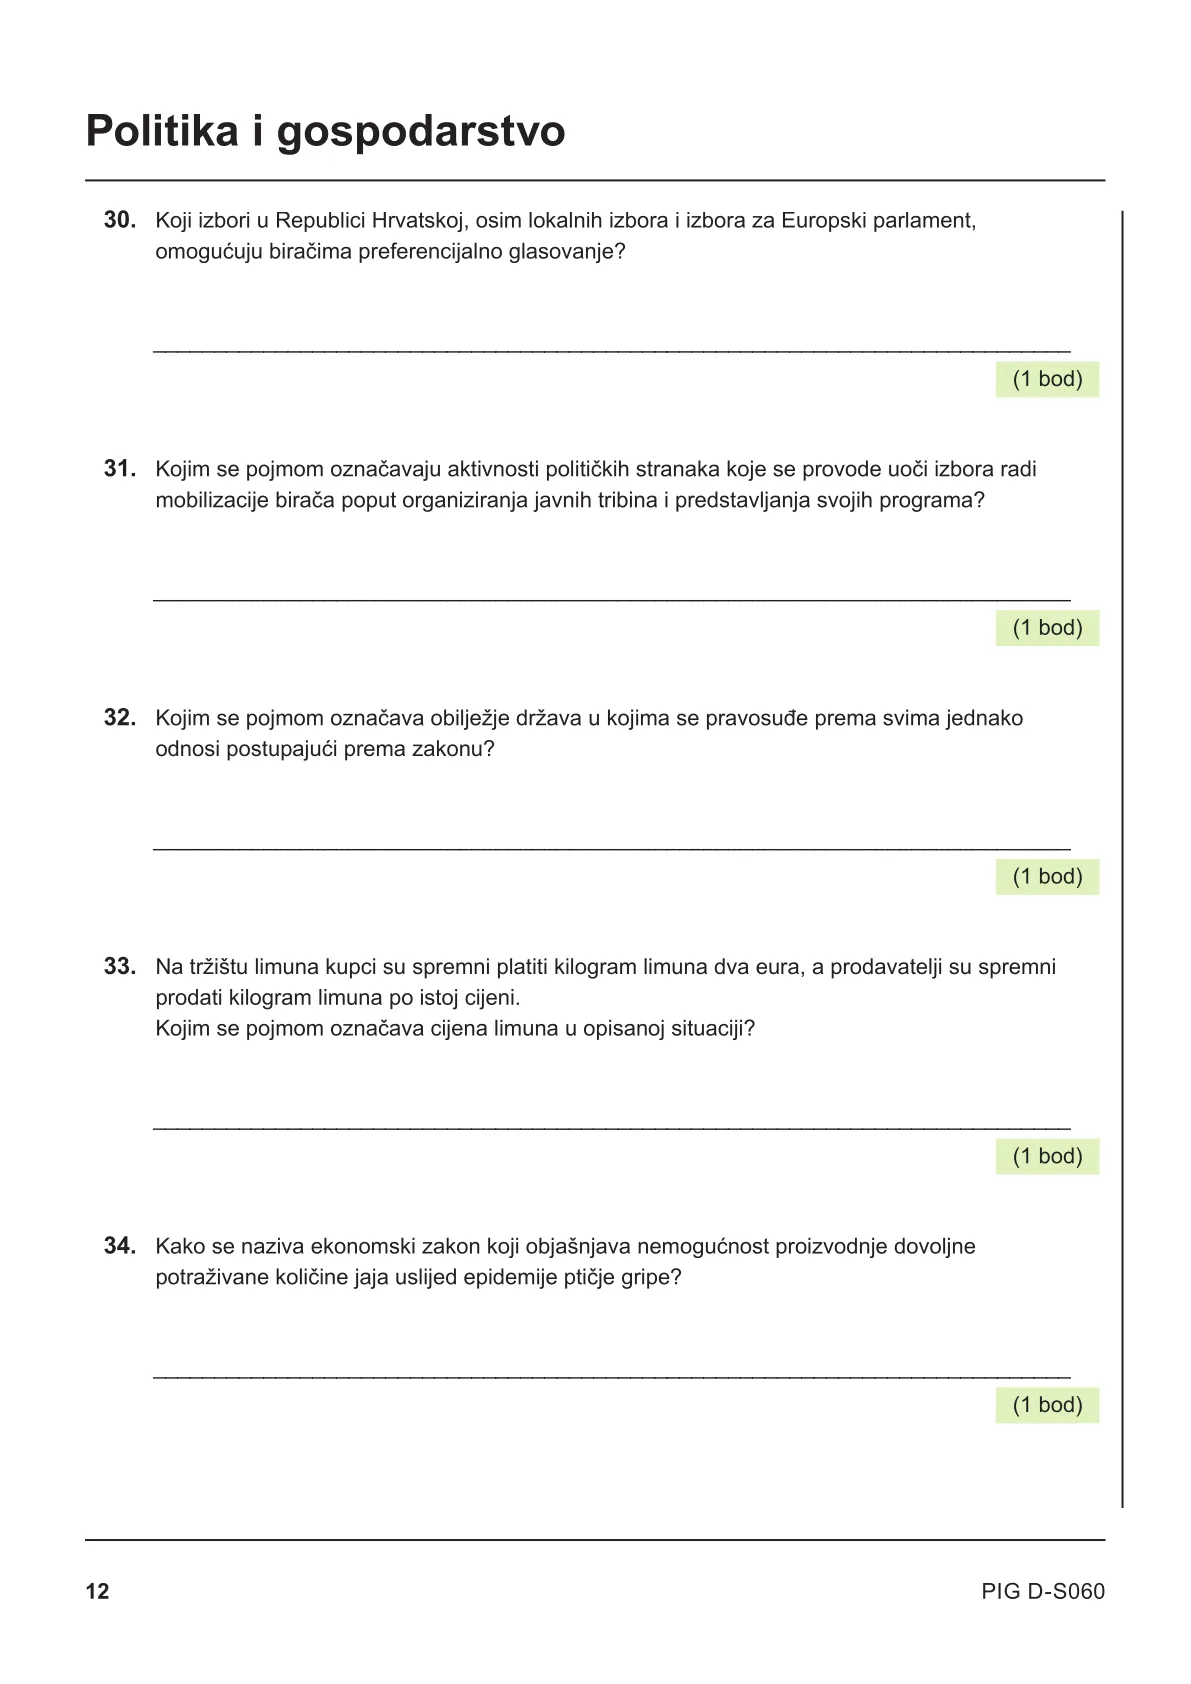 Politika i gospodarstvo
30. Koji izbori u Republici Hrvatskoj, osim lokalnih izbora i izbora za Europski parlament,
omogućuju biračima preferencijalno glasovanje?
(1 bod)
31. Kojim se pojmom označavaju aktivnosti političkih stranaka koje se provode uoči izbora radi
mobilizacije birača poput organiziranja javnih tribina i predstavljanja svojih programa?
(1 bod)
32. Kojim se pojmom označava obilježje država u kojima se pravosuđe prema svima jednako
odnosi postupajući prema zakonu?
(1 bod)
33. Na tržištu limuna kupci su spremni platiti kilogram limuna dva eura, a prodavatelji su spremni
prodati kilogram limuna po istoj cijeni.
Kojim se pojmom označava cijena limuna u opisanoj situaciji?
(1 bod)
34. Kako se naziva ekonomski zakon koji objašnjava nemogućnost proizvodnje dovoljne
potraživane količine jaja uslijed epidemije ptičje gripe?
(1 bod)
12
PIG D-S060